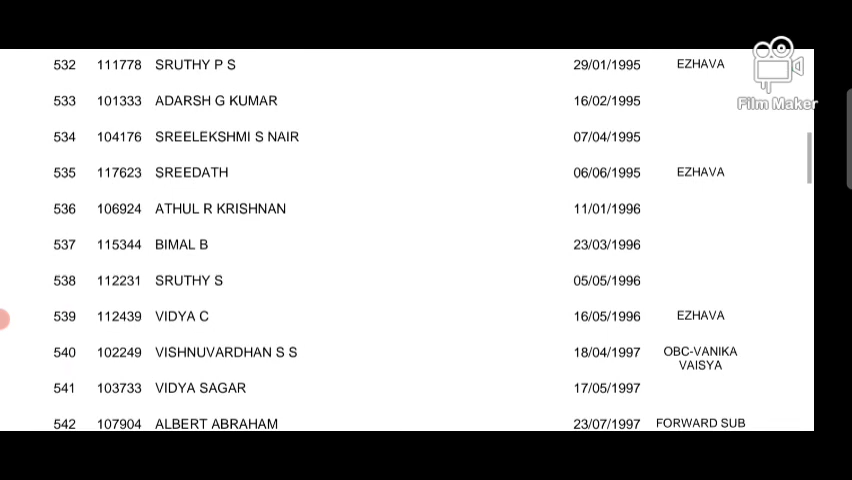 532 111778 SRUTHY P S 29/01/1995 EZHAVA
Film Maker
533 101333 ADARSH G KUMAR 16/02/1995
534 104176 SREELEKSHMI S NAIR 07/04/1995
535 117623 SREEDATH 06/06/1995 EZHAVA
536 106924 ATHUL R KRISHNAN 11/01/1996
537 115344 BIMAL B 23/03/1996
538 112231 SRUTHY S 05/05/1996
539 112439 VIDYA C 16/05/1996 EZHAVA
540 102249 VISHNUVARDHAN S S 18/04/1997 OBC-VANIKA
VAISYA
541 103733 VIDYA SAGAR 17/05/1997
542 107904 ALBERT ABRAHAM 23/07/1997 FORWARD SUB